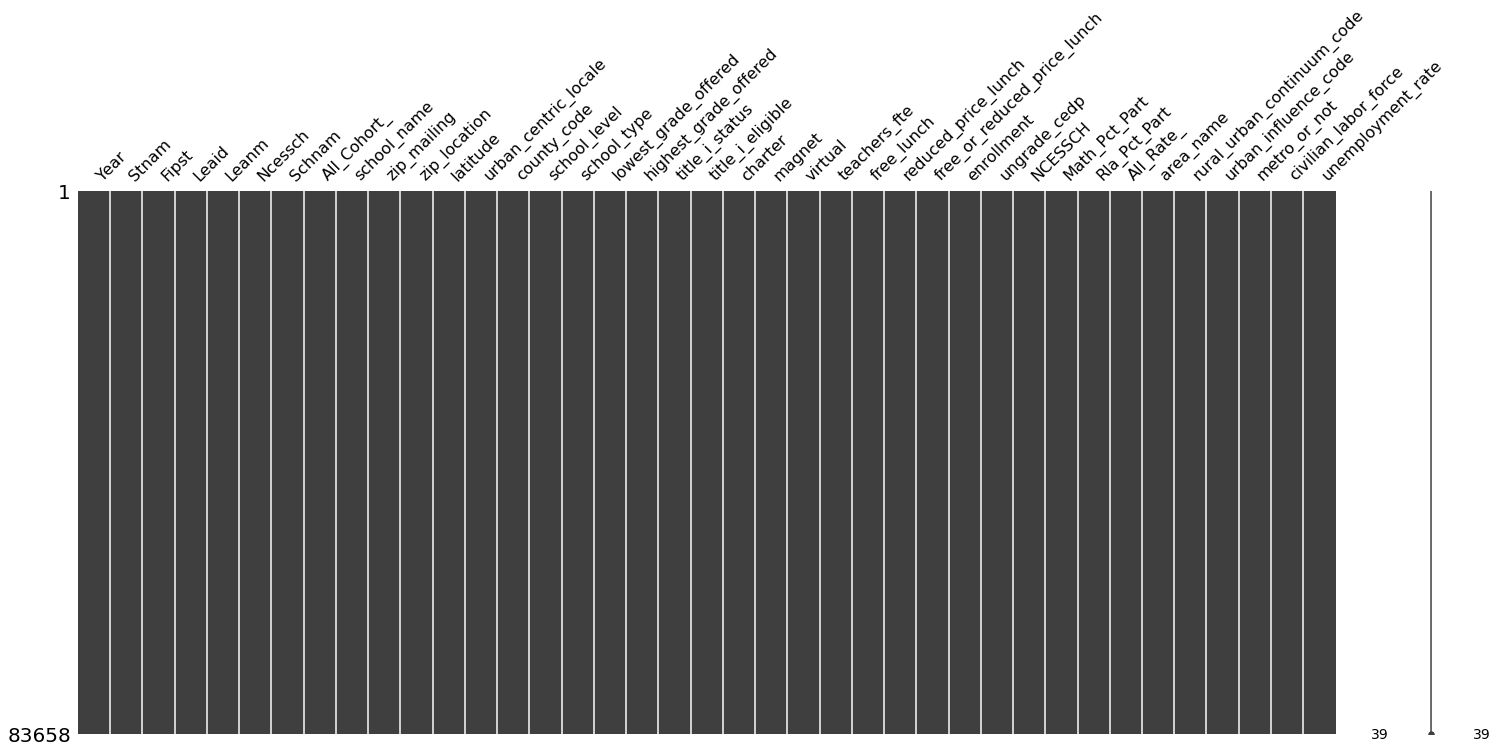 Year
Stnam
Fipst
Leaid
Leanm
Ncessch
Schnam
All_Cohort_
school_name
zip_mailing
zip_location
latitude
urban_centric_locale
county_code
school_level
school_type
lowest_grade_offered
highest_grade_offered
title_i_status
title_i_eligible
charter
magnet
virtual
teachers_fte
free_lunch
reduced_price_lunch
free_or_reduced_price_lunch
enrollment
ungrade_cedp
NCESSCH
Math_Pct_Part
Rla_Pct_Part
All_Rate_
area_name
rural_urban_continuum_code
urban_influence_code
metro_or_not
civilian_labor_force
unemployment_rate
1
83658
39
39